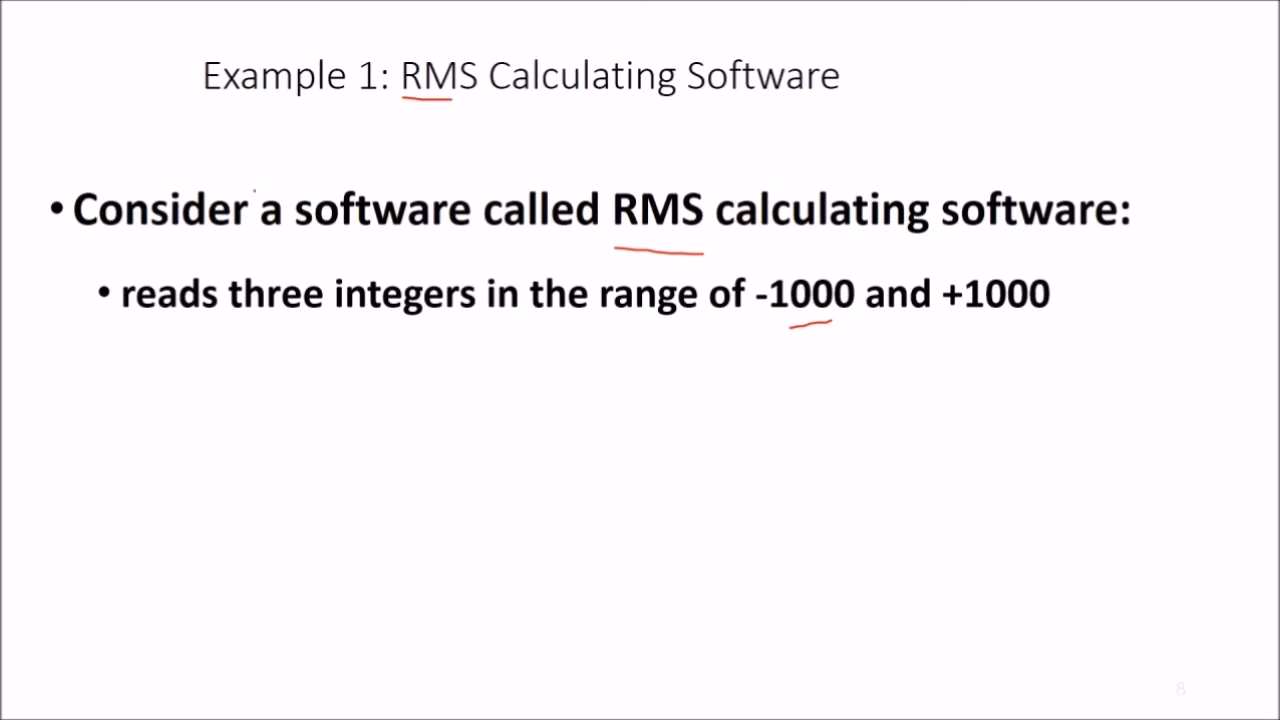 Example 1: RMS Calculating Software
• Consider a software called RMS calculating software:
• reads three integers in the range of -1000 and +1000
8